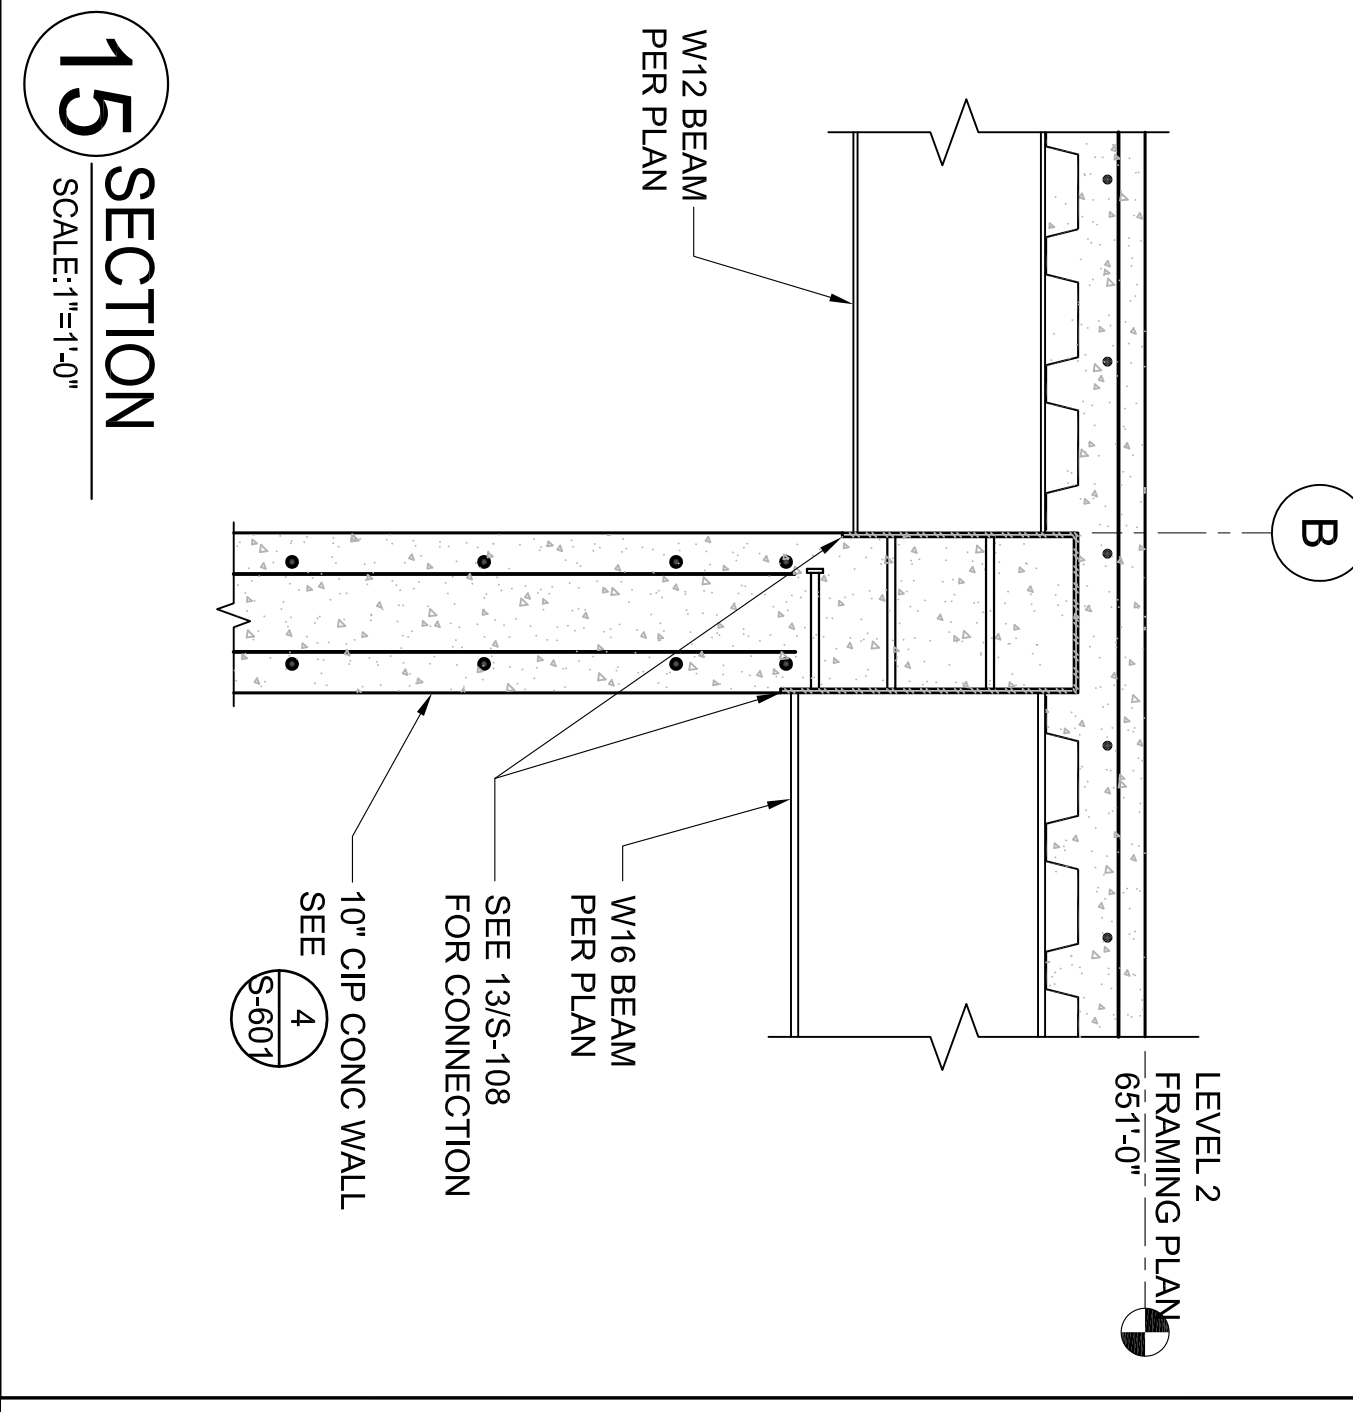 B
LEVEL 2
FRAMING PLAN
651'-0"
W12 BEAM
PER PLAN
W16 BEAM
PER PLAN
SEE 13/S-108
FOR CONNECTION
10" CIP CONC WALL
SEE
4
S-601
15
SECTION
SCALE:1"=1'-0"